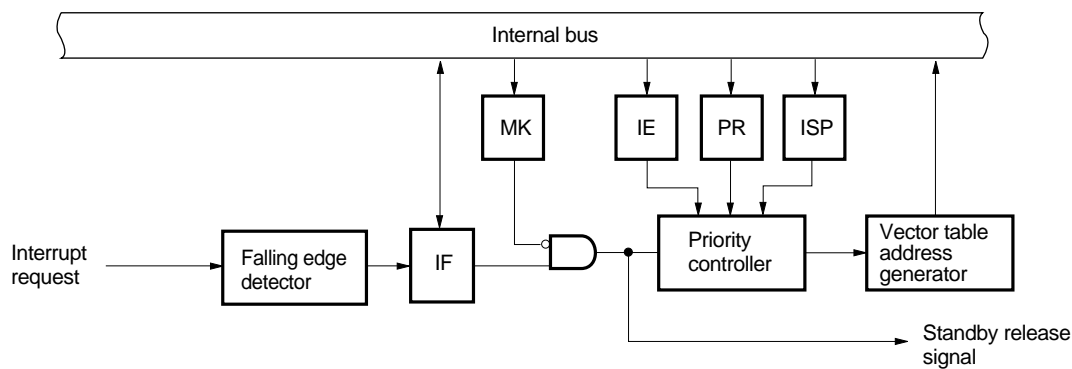 Internal bus
MK
IE
PR
ISP
Interrupt
request
Falling edge
detector
IF
Priority
controller
Vector table
address
generator
Standby release
signal